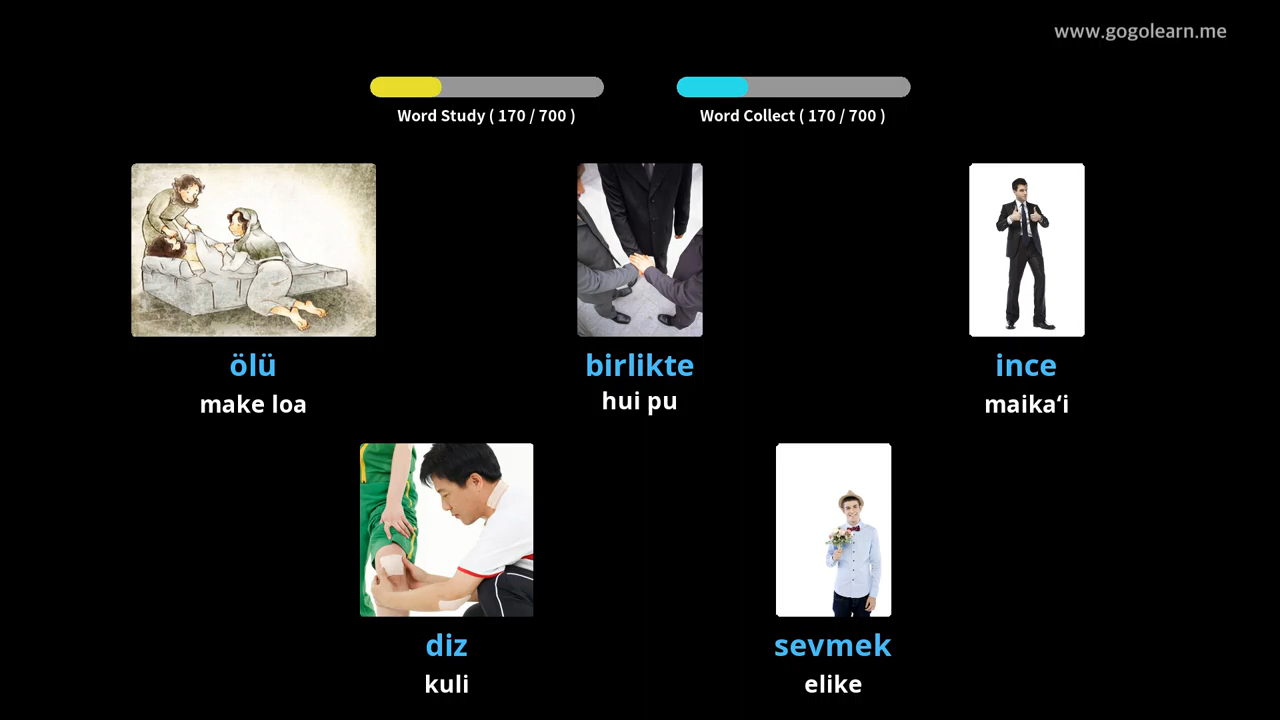 www.gogolearn.me
Word Study ( 170 / 700 )
Word Collect ( 170 / 700 )
ölü
make loa
birlikte
hui pu
ince
maikaʻi
diz
kuli
sevmek
elike